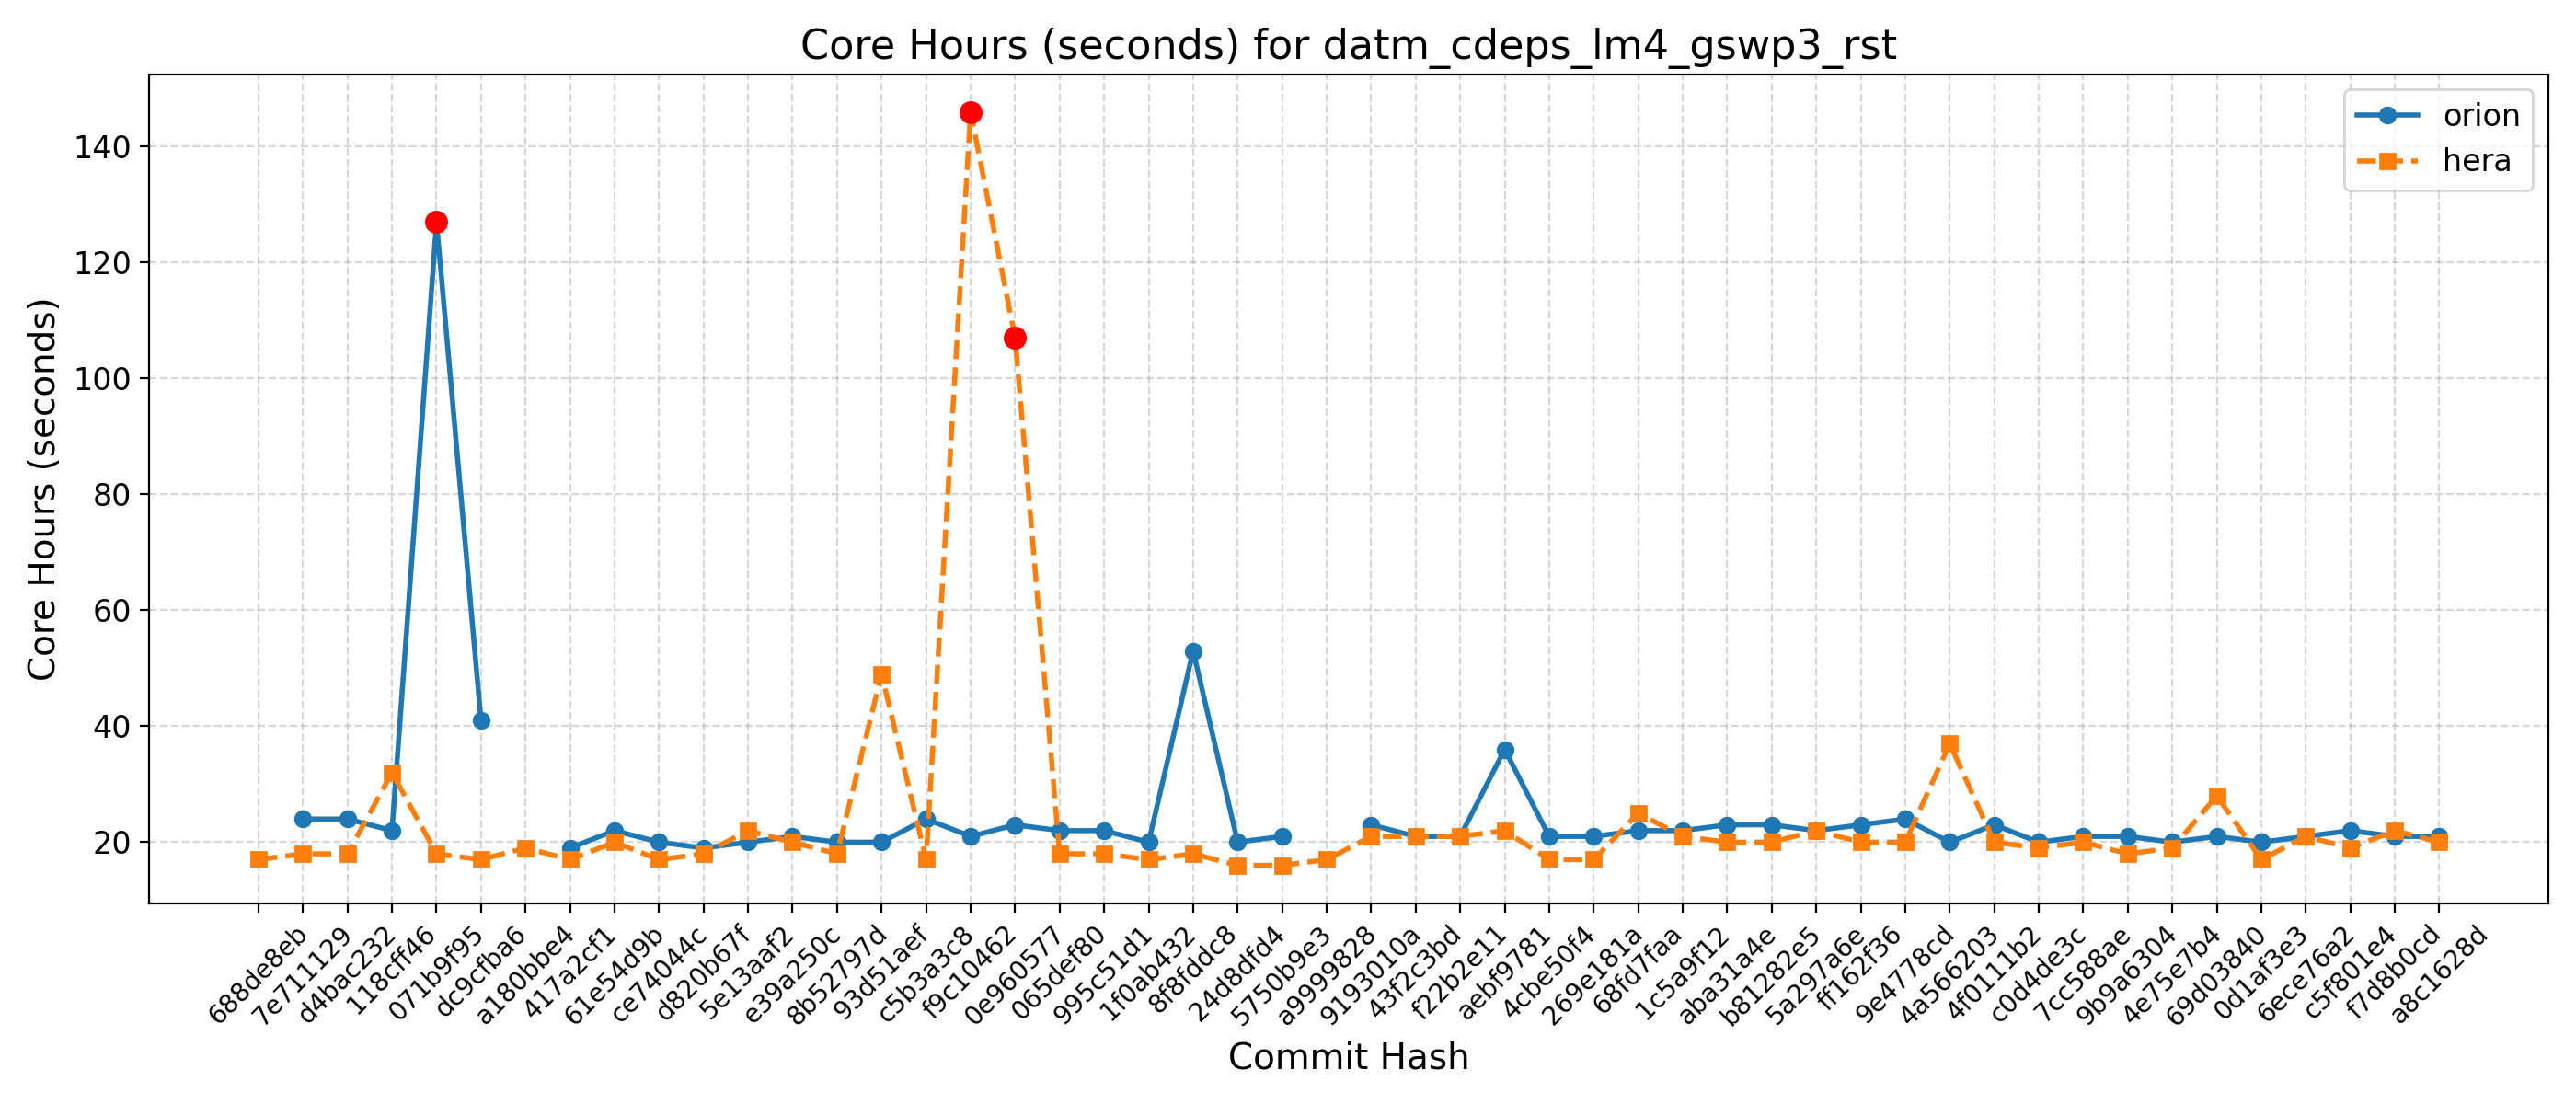 Core Hours (seconds) for datm_cdeps_lm4_gswp3_rst
orion
hera
Core Hours (seconds)
140
120
100
80
60
40
20
688de8eb
7e711129
d4bac232
118cff46
071b9f95
dc9cfba6
a180bbe4
417a2cf1
61e54d9b
ce74044c
d820b67f
5e13aaf2
e39a250c
8b52797d
93d51aef
c5b3a3c8
f9c10462
0e960577
065def80
995c51d1
1f0ab432
8f8fddc8
24d8dfd4
5750b9e3
a9999828
9193010a
43f2c3bd
f22b2e11
aebf9781
4cbe50f4
269e181a
68fd7faa
1c5a9f12
aba31a4e
b81282e5
5a297a6e
ff162f36
9e4778cd
4a566203
4f0111b2
c0d4de3c
7cc588ae
9b9a6304
4e75e7b4
69d03840
0d1af3e3
6ece76a2
c5f801e4
f7d8b0cd
a8c1628d
Commit Hash